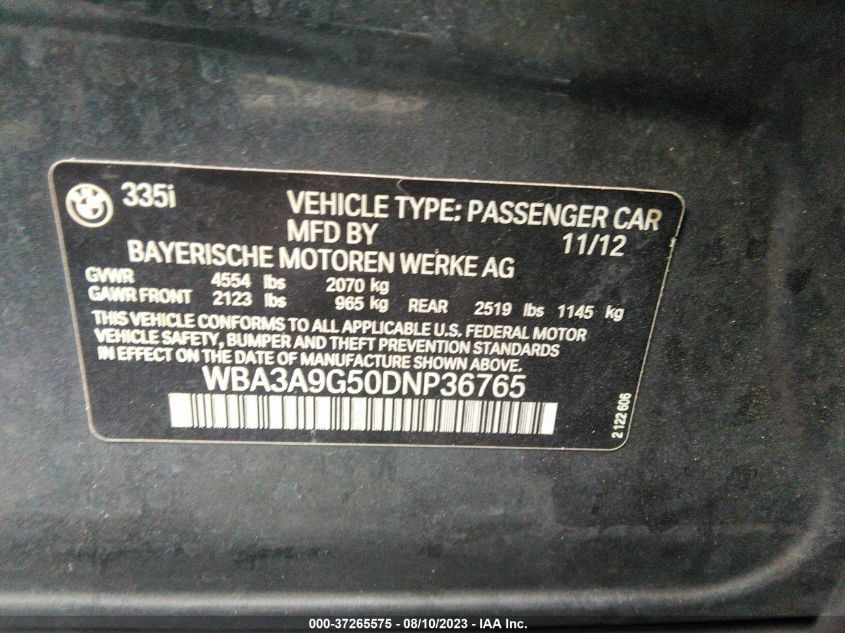 335i
VEHICLE TYPE: PASSENGER CAR
MFD BY 11/12
BAYERISCHE MOTOREN WERKE AG
GVWR 4554 lbs 2070 kg
GAWR FRONT 2123 lbs 965 kg REAR 2519 lbs 1145 kg
THIS VEHICLE CONFORMS TO ALL APPLICABLE U.S. FEDERAL MOTOR
VEHICLE SAFETY, BUMPER AND THEFT PREVENTION STANDARDS
IN EFFECT ON THE DATE OF MANUFACTURE SHOWN ABOVE.
WBA3A9G50DNP36765
2 122 606
000-37265575 - 08/10/2023 - IAA Inc.